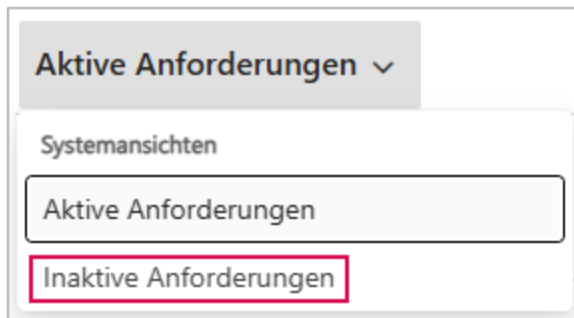 Aktive Anforderungen
Systemansichten
Aktive Anforderungen
Inaktive Anforderungen